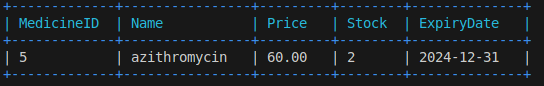 +-------------+----------------+---------+--------+--------------+
| MedicineID | Name | Price | Stock | ExpiryDate |
+-------------+----------------+---------+--------+--------------+
| 5 | azithromycin | 60.00 | 2 | 2024-12-31 |
+-------------+----------------+---------+--------+--------------+